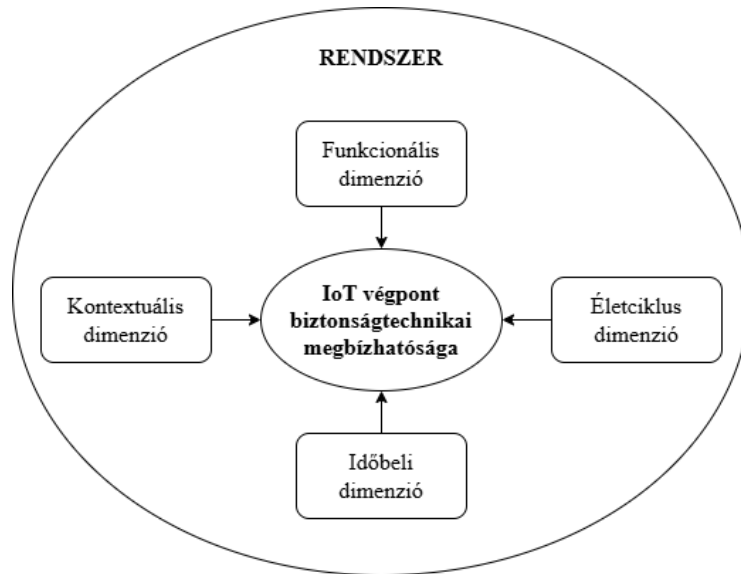 RENDSZER
Funkcionális
dimenzió
Kontextuális
dimenzió
IoT végpont
biztonságtechnikai
megbízhatósága
Életciklus
dimenzió
Időbeli
dimenzió